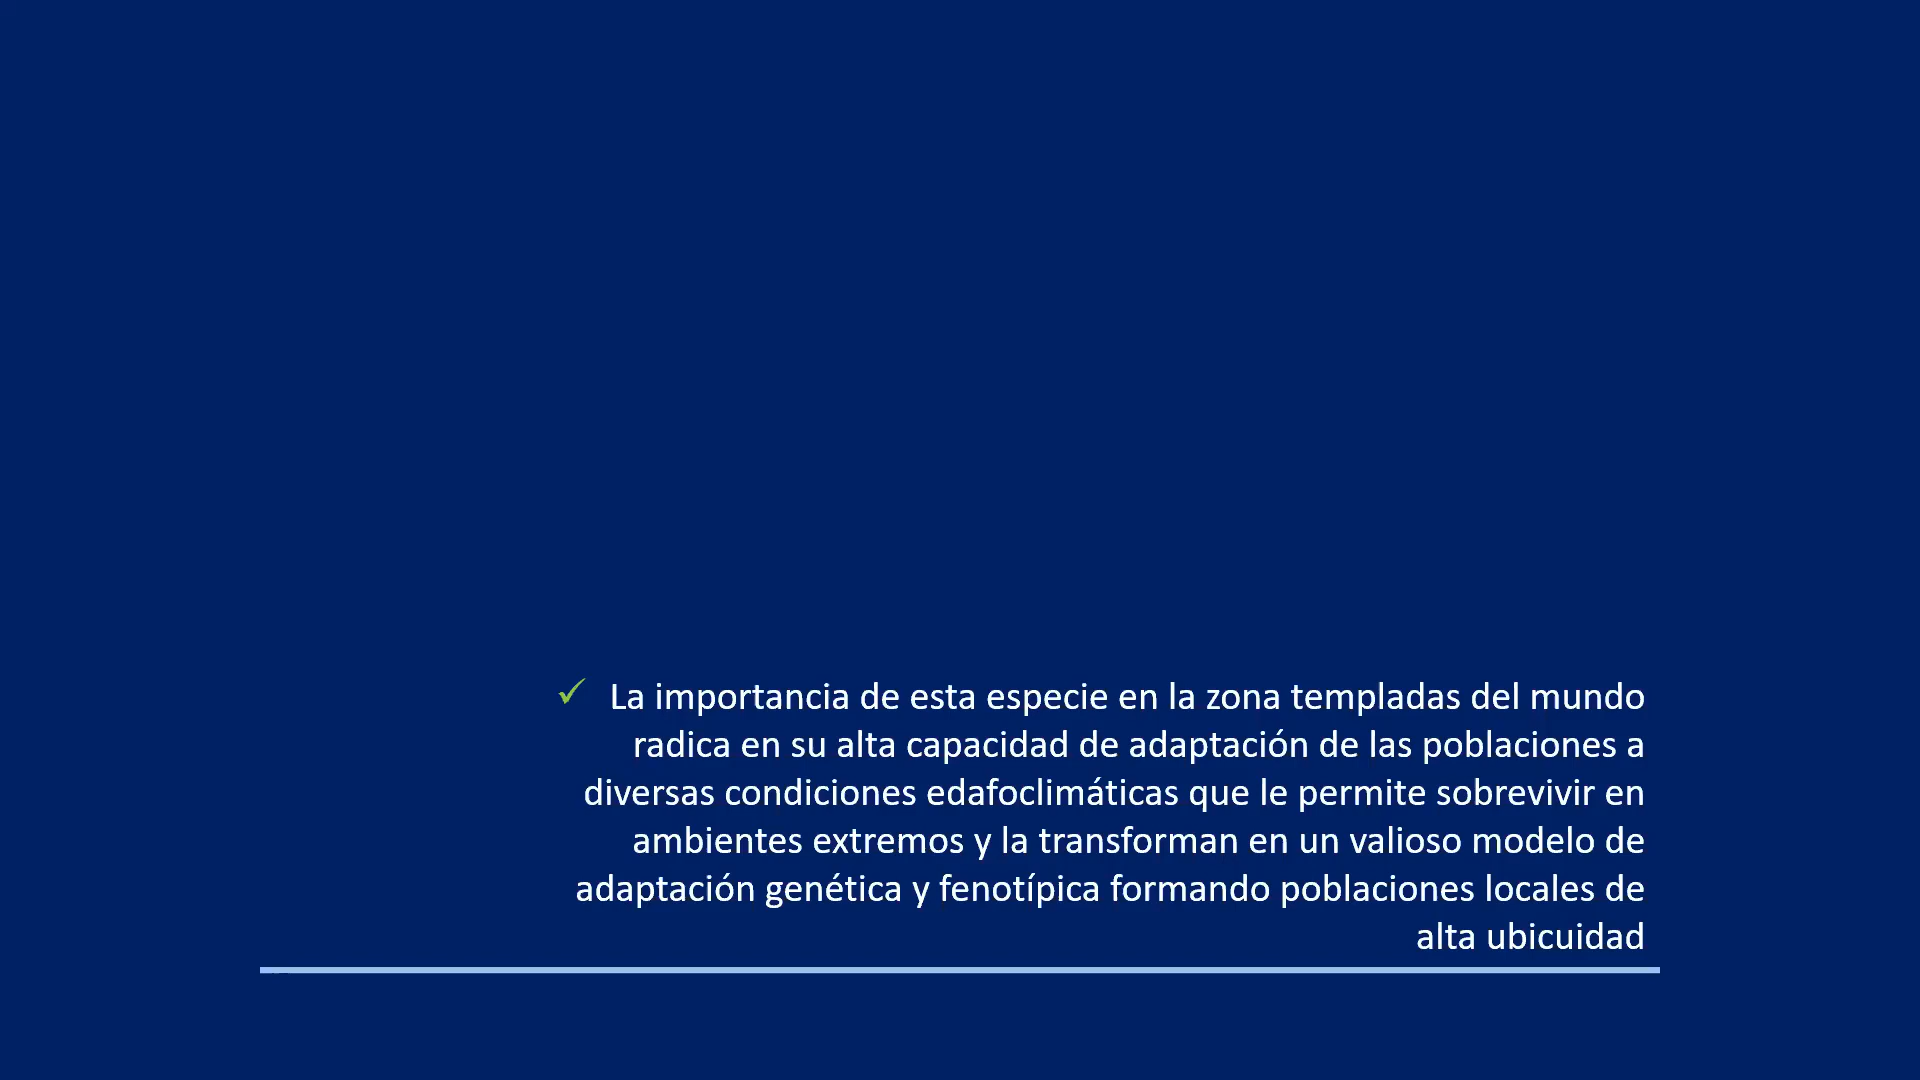 ✓ La importancia de esta especie en la zona templadas del mundo
radica en su alta capacidad de adaptación de las poblaciones a
diversas condiciones edafoclimáticas que le permite sobrevivir en
ambientes extremos y la transforman en un valioso modelo de
adaptación genética y fenotípica formando poblaciones locales de
alta ubicuidad